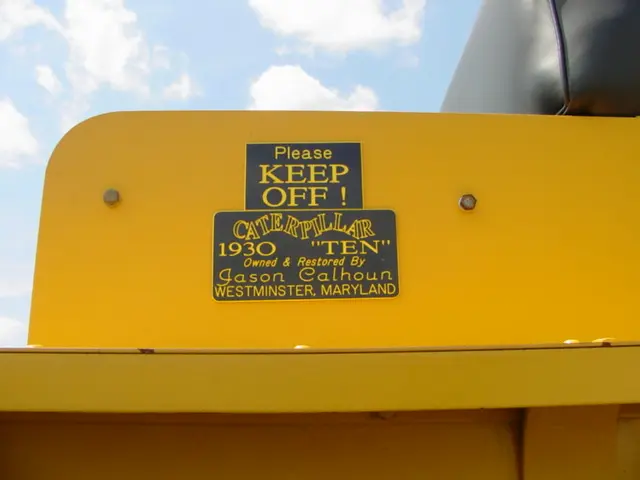 Please
KEEP
OFF !
CATERPILLAR
1930 "TEN"
Owned & Restored By
Jason Calhoun
WESTMINSTER, MARYLAND